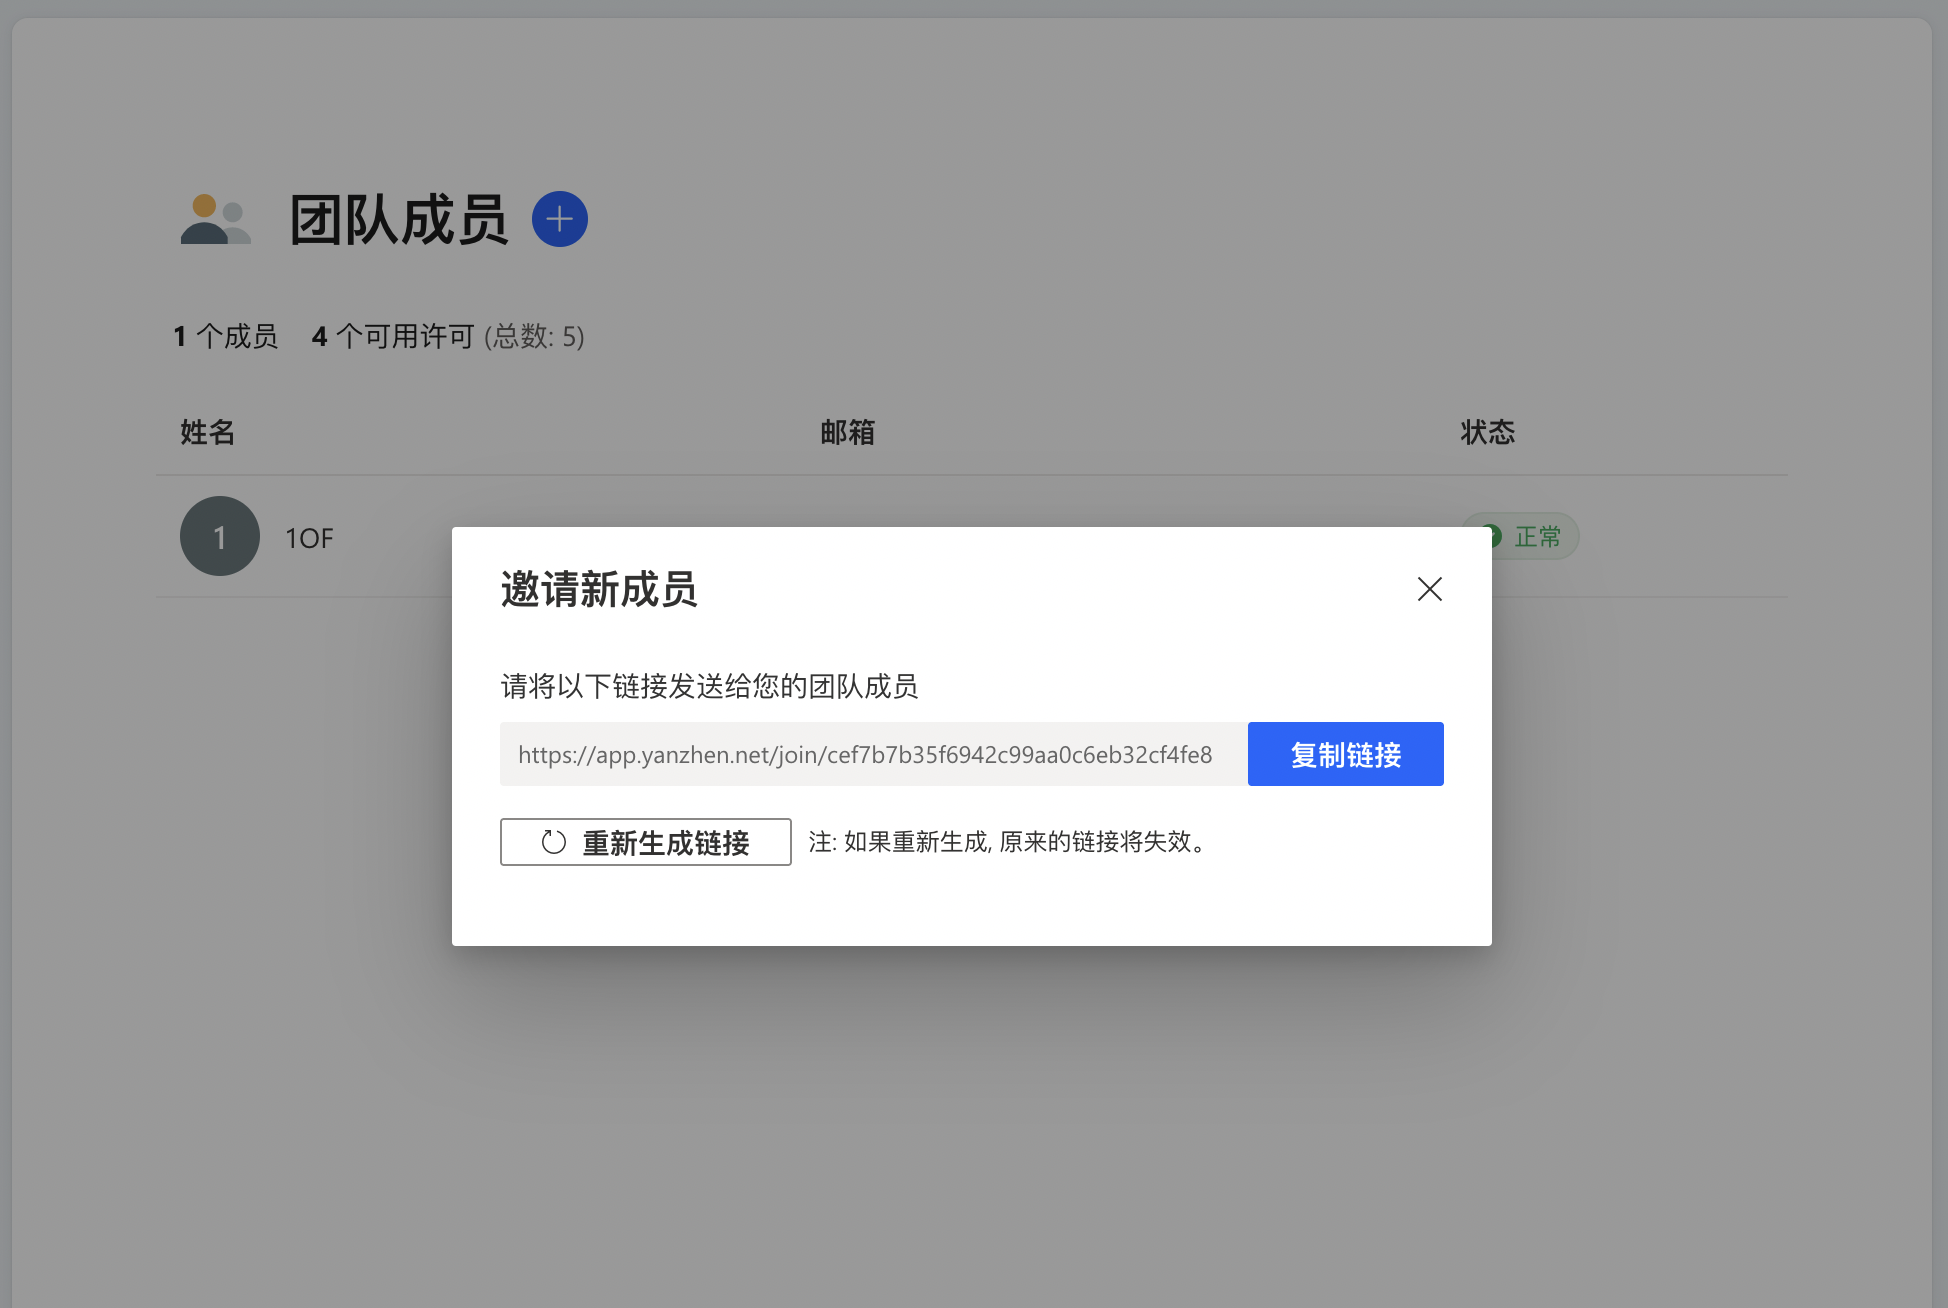 团队成员
1 个成员 4 个可用许可 (总数: 5)
姓名 邮箱 状态
1 1OF 正常
邀请新成员
请将以下链接发送给您的团队成员
https://app.yanzhen.net/join/cef7b7b35f6942c99aa0c6eb32cf4fe8 复制链接
重新生成链接 注: 如果重新生成, 原来的链接将失效。